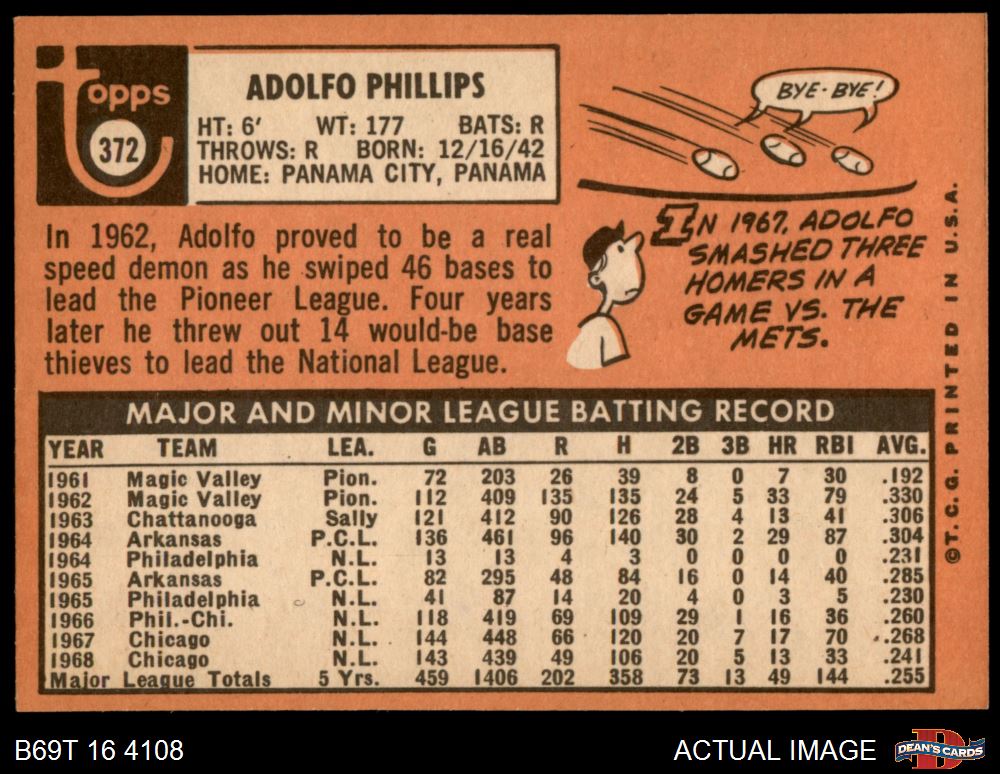 topps
372
ADOLFO PHILLIPS
HT: 6' WT: 177 BATS: R
THROWS: R BORN: 12/16/42
HOME: PANAMA CITY, PANAMA
In 1962, Adolfo proved to be a real
speed demon as he swiped 46 bases to
lead the Pioneer League. Four years
later he threw out 14 would-be base
thieves to lead the National League.
BYE-BYE!
IN 1967, ADOLFO
SMASHED THREE
HOMERS IN A
GAME VS. THE
METS.
©T.C.G. PRINTED IN U.S.A.
MAJOR AND MINOR LEAGUE BATTING RECORD
YEAR TEAM LEA. G AB R H 2B 3B HR RBI AVG.
1961 Magic Valley Pion. 72 203 26 39 8 0 7 30 .192
1962 Magic Valley Pion. 112 409 135 135 24 5 33 79 .330
1963 Chattanooga Sally 121 412 90 126 28 4 13 41 .306
1964 Arkansas P.C.L. 136 461 96 140 30 2 29 87 .304
1964 Philadelphia N.L. 13 13 4 3 0 0 0 0 .231
1965 Arkansas P.C.L. 82 295 48 84 16 0 14 40 .285
1965 Philadelphia N.L. 41 87 14 20 4 0 3 5 .230
1966 Phil.-Chi. N.L. 118 419 69 109 29 1 16 36 .260
1967 Chicago N.L. 144 448 66 120 20 7 17 70 .268
1968 Chicago N.L. 143 439 49 106 20 5 13 33 .241
Major League Totals 5 Yrs. 459 1406 202 358 73 13 49 144 .255
B69T 16 4108
ACTUAL IMAGE
DEAN'S CARDS